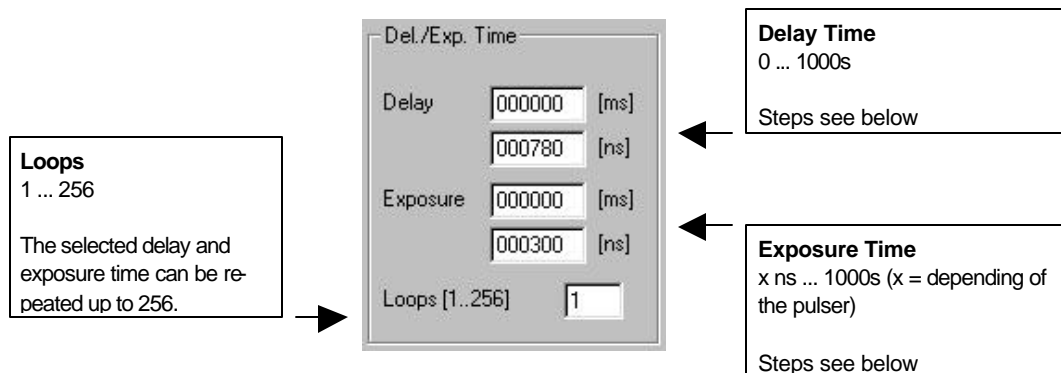 Del./Exp. Time
Delay 000000 [ms]
000780 [ns]
Exposure 000000 [ms]
000300 [ns]
Loops [1..256] 1
Loops
1 ... 256
The selected delay and
exposure time can be re-
peated up to 256.
Delay Time
0 ... 1000s
Steps see below
Exposure Time
x ns ... 1000s (x = depending of
the pulser)
Steps see below